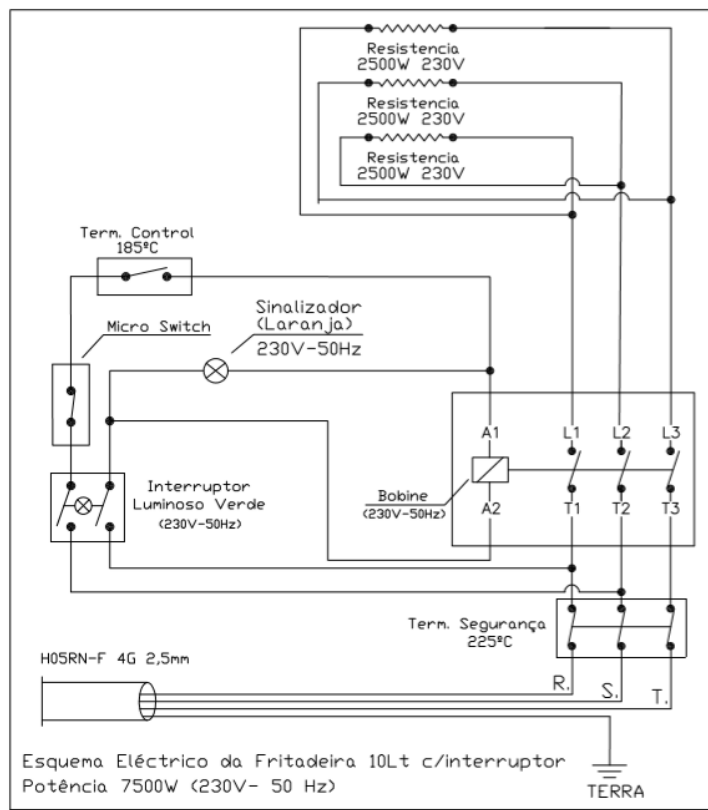 Resistencia
2500W 230V
Resistencia
2500W 230V
Resistencia
2500W 230V
Term. Control
185ºC
Sinalizador
(Laranja)
230V-50Hz
Micro Switch
A1 L1 L2 L3
Interruptor
Luminoso Verde
(230V-50Hz)
Bobine
(230V-50Hz)
A2 T1 T2 T3
Term. Segurança
225ºC
H05RN-F 4G 2,5mm
R. S. T.
Esquema Eléctrico da Fritadeira 10Lt c/interruptor
Potência 7500W (230V- 50 Hz)
TERRA